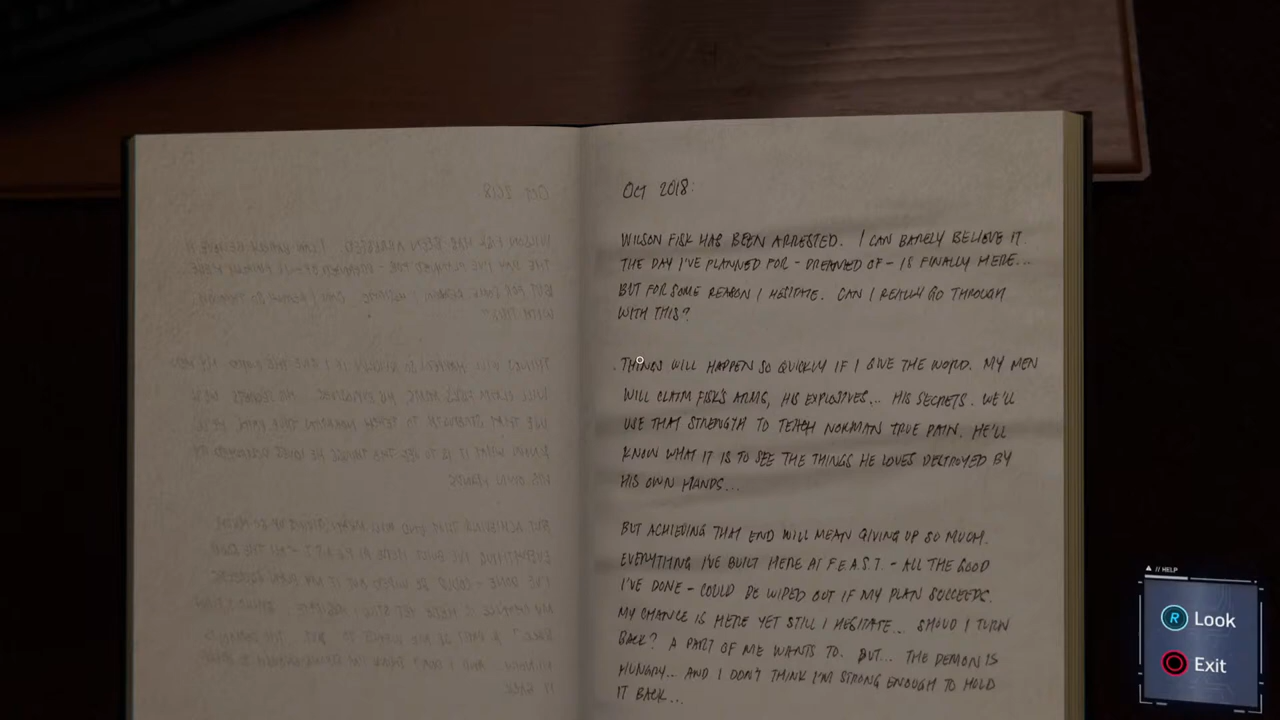 OCT 2018:
WILSON FISK HAS BEEN ARRESTED. I CAN BARELY BELIEVE IT.
THE DAY I'VE PLANNED FOR - DREAMED OF - IS FINALLY HERE...
BUT FOR SOME REASON I HESITATE. CAN I REALLY GO THROUGH
WITH THIS?
THINGS WILL HAPPEN SO QUICKLY IF I GIVE THE WORD. MY MEN
WILL CLAIM FISK'S ARMS, HIS EXPLOSIVES... HIS SECRETS. WE'LL
USE THAT STRENGTH TO TEACH NORMAN TRUE PAIN. HE'LL
KNOW WHAT IT IS TO SEE THE THINGS HE LOVES DESTROYED BY
HIS OWN HANDS...
BUT ACHIEVING THAT END WILL MEAN GIVING UP SO MUCH.
EVERYTHING I'VE BUILT HERE AT F.E.A.S.T. - ALL THE GOOD
I'VE DONE - COULD BE WIPED OUT IF MY PLAN SUCCEEDS.
MY CHANCE IS HERE YET STILL I HESITATE... SHOULD I TURN
BACK? A PART OF ME WANTS TO. BUT... THE DEMON IS
HUNGRY... AND I DON'T THINK I'M STRONG ENOUGH TO HOLD
IT BACK...
// HELP
R Look
Exit